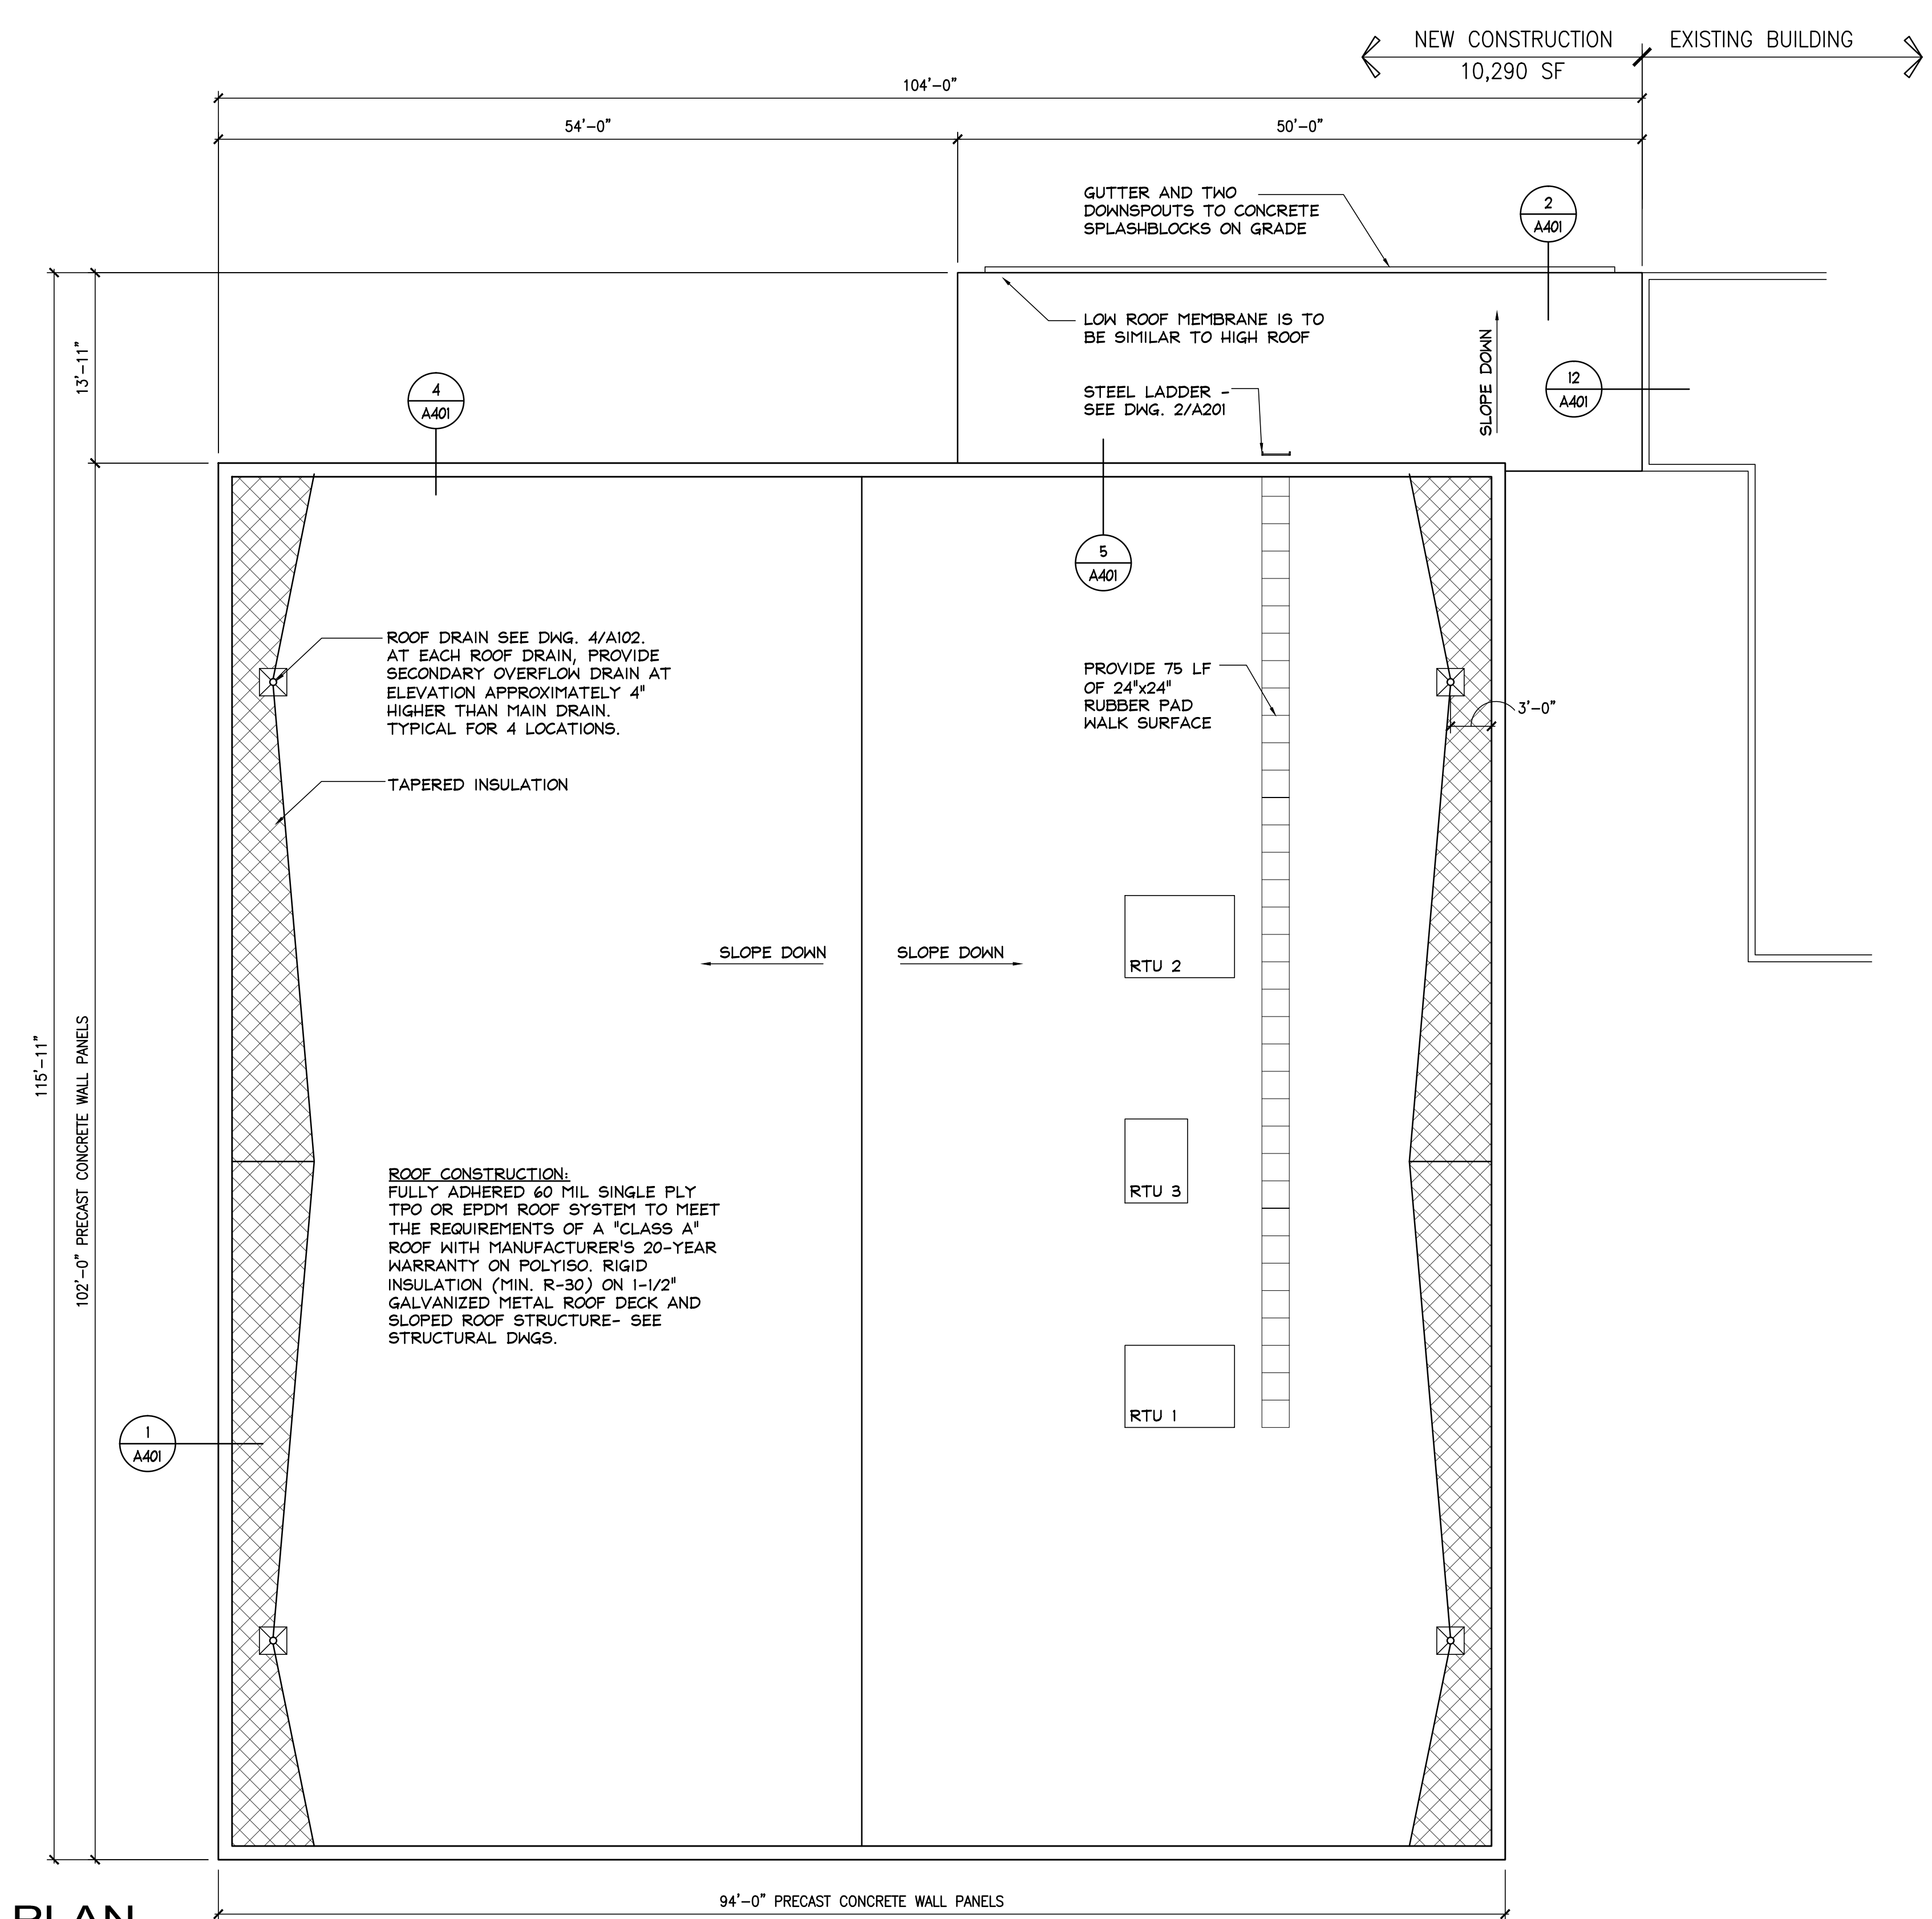 NEW CONSTRUCTION
EXISTING BUILDING
10,290 SF
104'-0"
54'-0"
50'-0"
GUTTER AND TWO
DOWNSPOUTS TO CONCRETE
SPLASHBLOCKS ON GRADE
2
A401
LOW ROOF MEMBRANE IS TO
BE SIMILAR TO HIGH ROOF
SLOPE DOWN
12
A401
13'-11"
4
A401
STEEL LADDER -
SEE DWG. 2/A201
5
A401
ROOF DRAIN SEE DWG. 4/A102.
AT EACH ROOF DRAIN, PROVIDE
SECONDARY OVERFLOW DRAIN AT
ELEVATION APPROXIMATELY 4"
HIGHER THAN MAIN DRAIN.
TYPICAL FOR 4 LOCATIONS.
PROVIDE 75 LF
OF 24"x24"
RUBBER PAD
WALK SURFACE
3'-0"
TAPERED INSULATION
SLOPE DOWN
SLOPE DOWN
RTU 2
115'-11"
102'-0" PRECAST CONCRETE WALL PANELS
RTU 3
ROOF CONSTRUCTION:
FULLY ADHERED 60 MIL SINGLE PLY
TPO OR EPDM ROOF SYSTEM TO MEET
THE REQUIREMENTS OF A "CLASS A"
ROOF WITH MANUFACTURER'S 20-YEAR
WARRANTY ON POLYISO. RIGID
INSULATION (MIN. R-30) ON 1-1/2"
GALVANIZED METAL ROOF DECK AND
SLOPED ROOF STRUCTURE- SEE
STRUCTURAL DWGS.
RTU 1
1
A401
94'-0" PRECAST CONCRETE WALL PANELS
PLAN